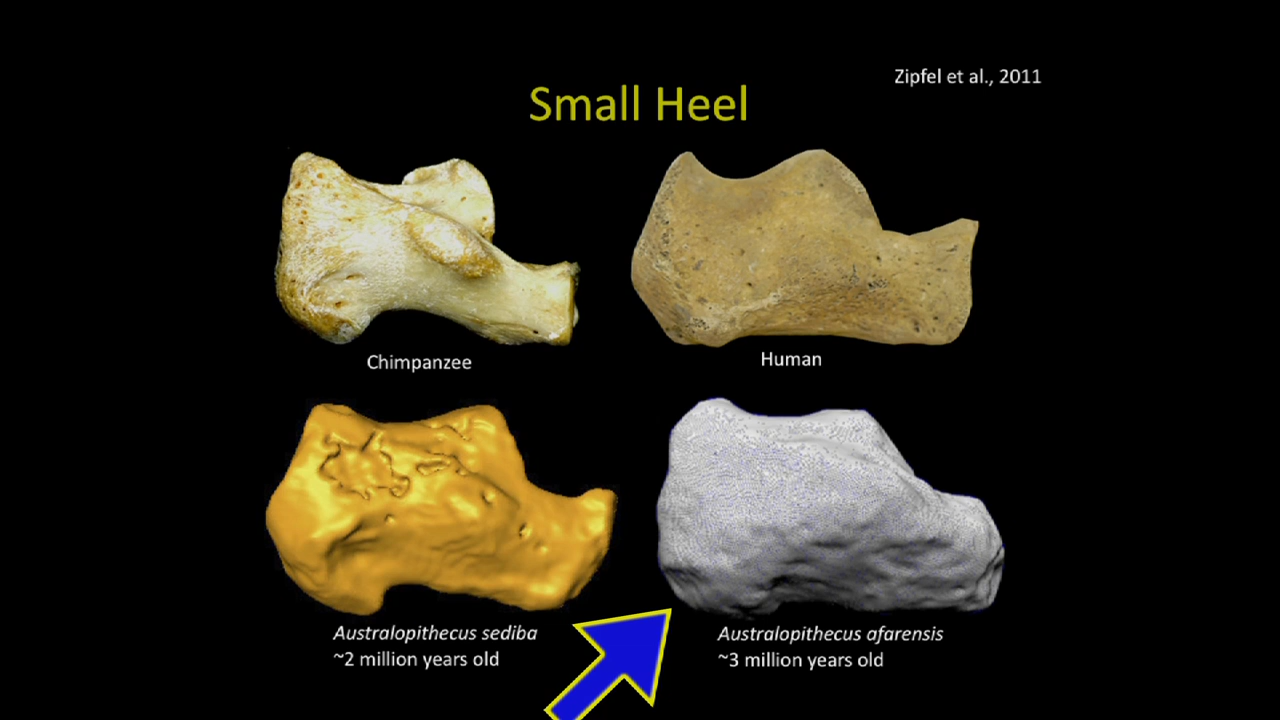 Zipfel et al., 2011
Small Heel
Chimpanzee
Human
Australopithecus sediba
~2 million years old
Australopithecus afarensis
~3 million years old